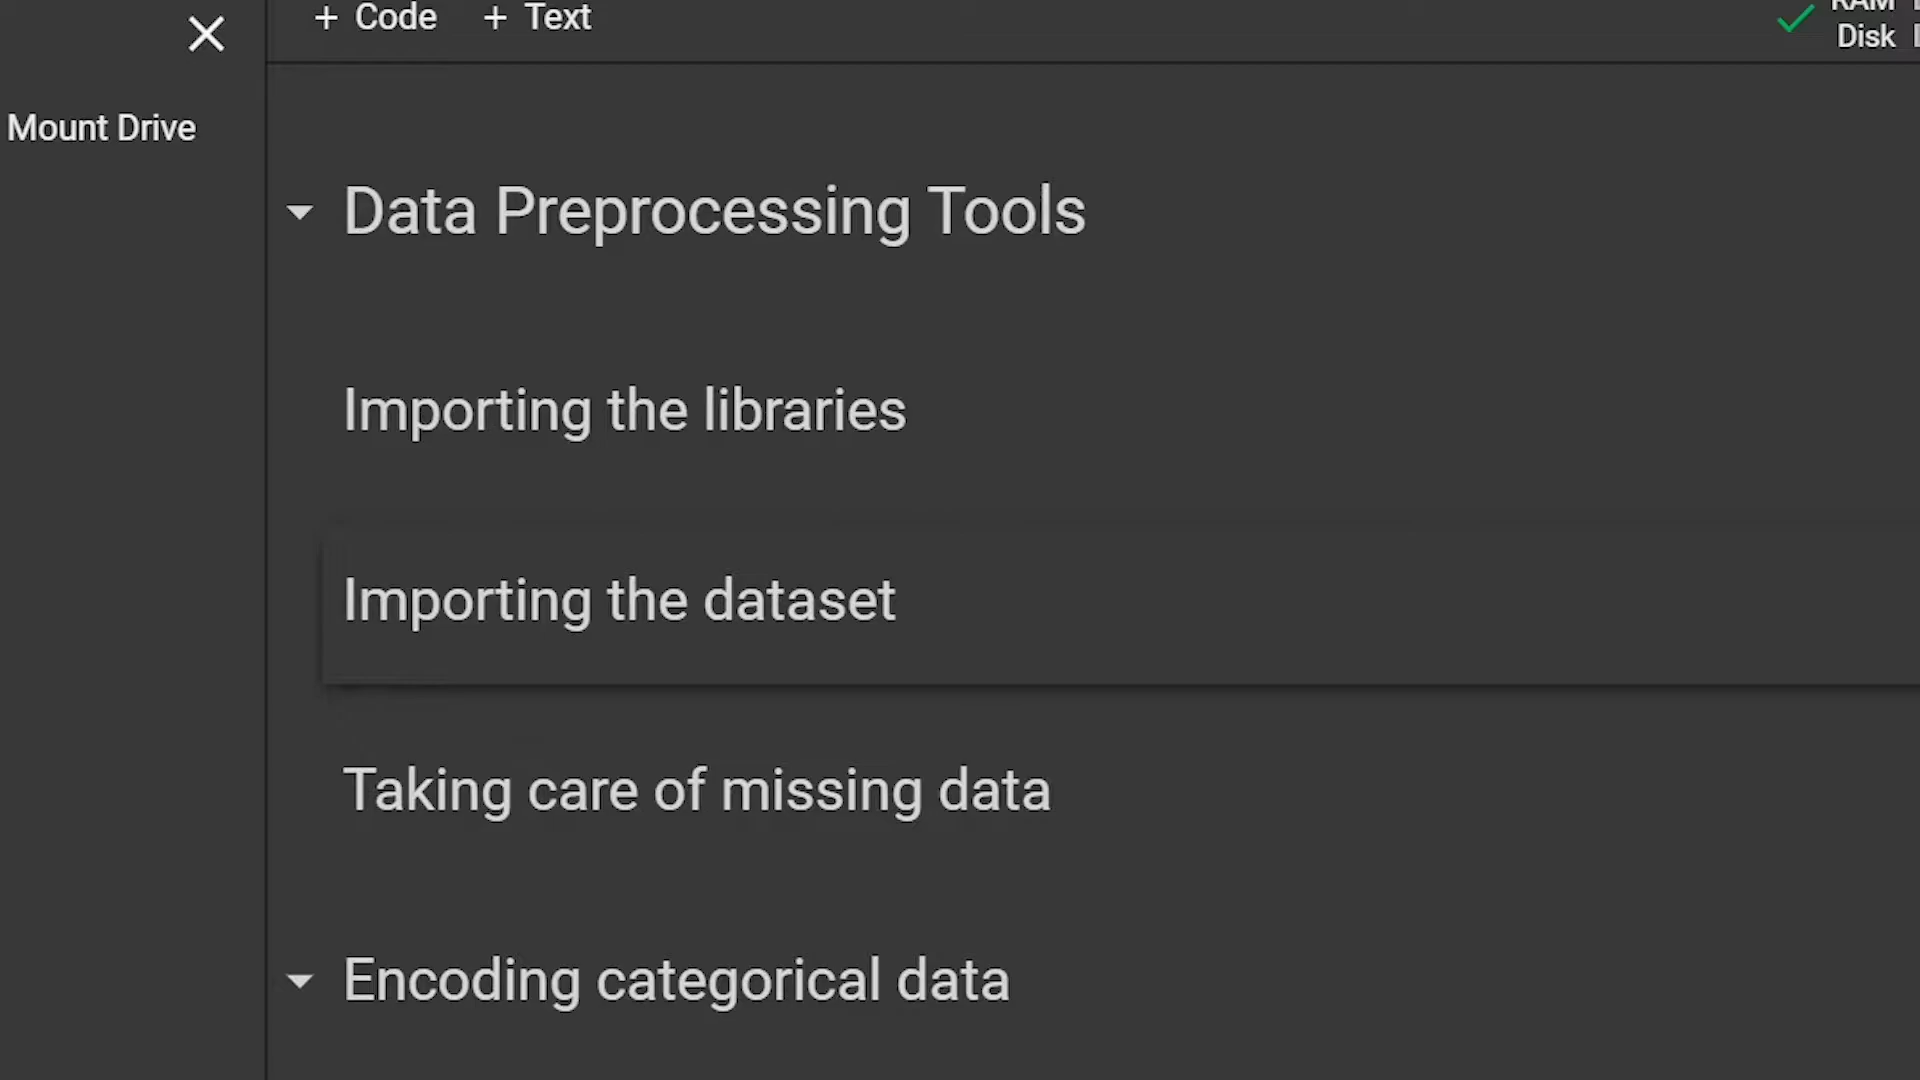 + Code + Text
RAM
Disk
Mount Drive
Data Preprocessing Tools
Importing the libraries
Importing the dataset
Taking care of missing data
Encoding categorical data